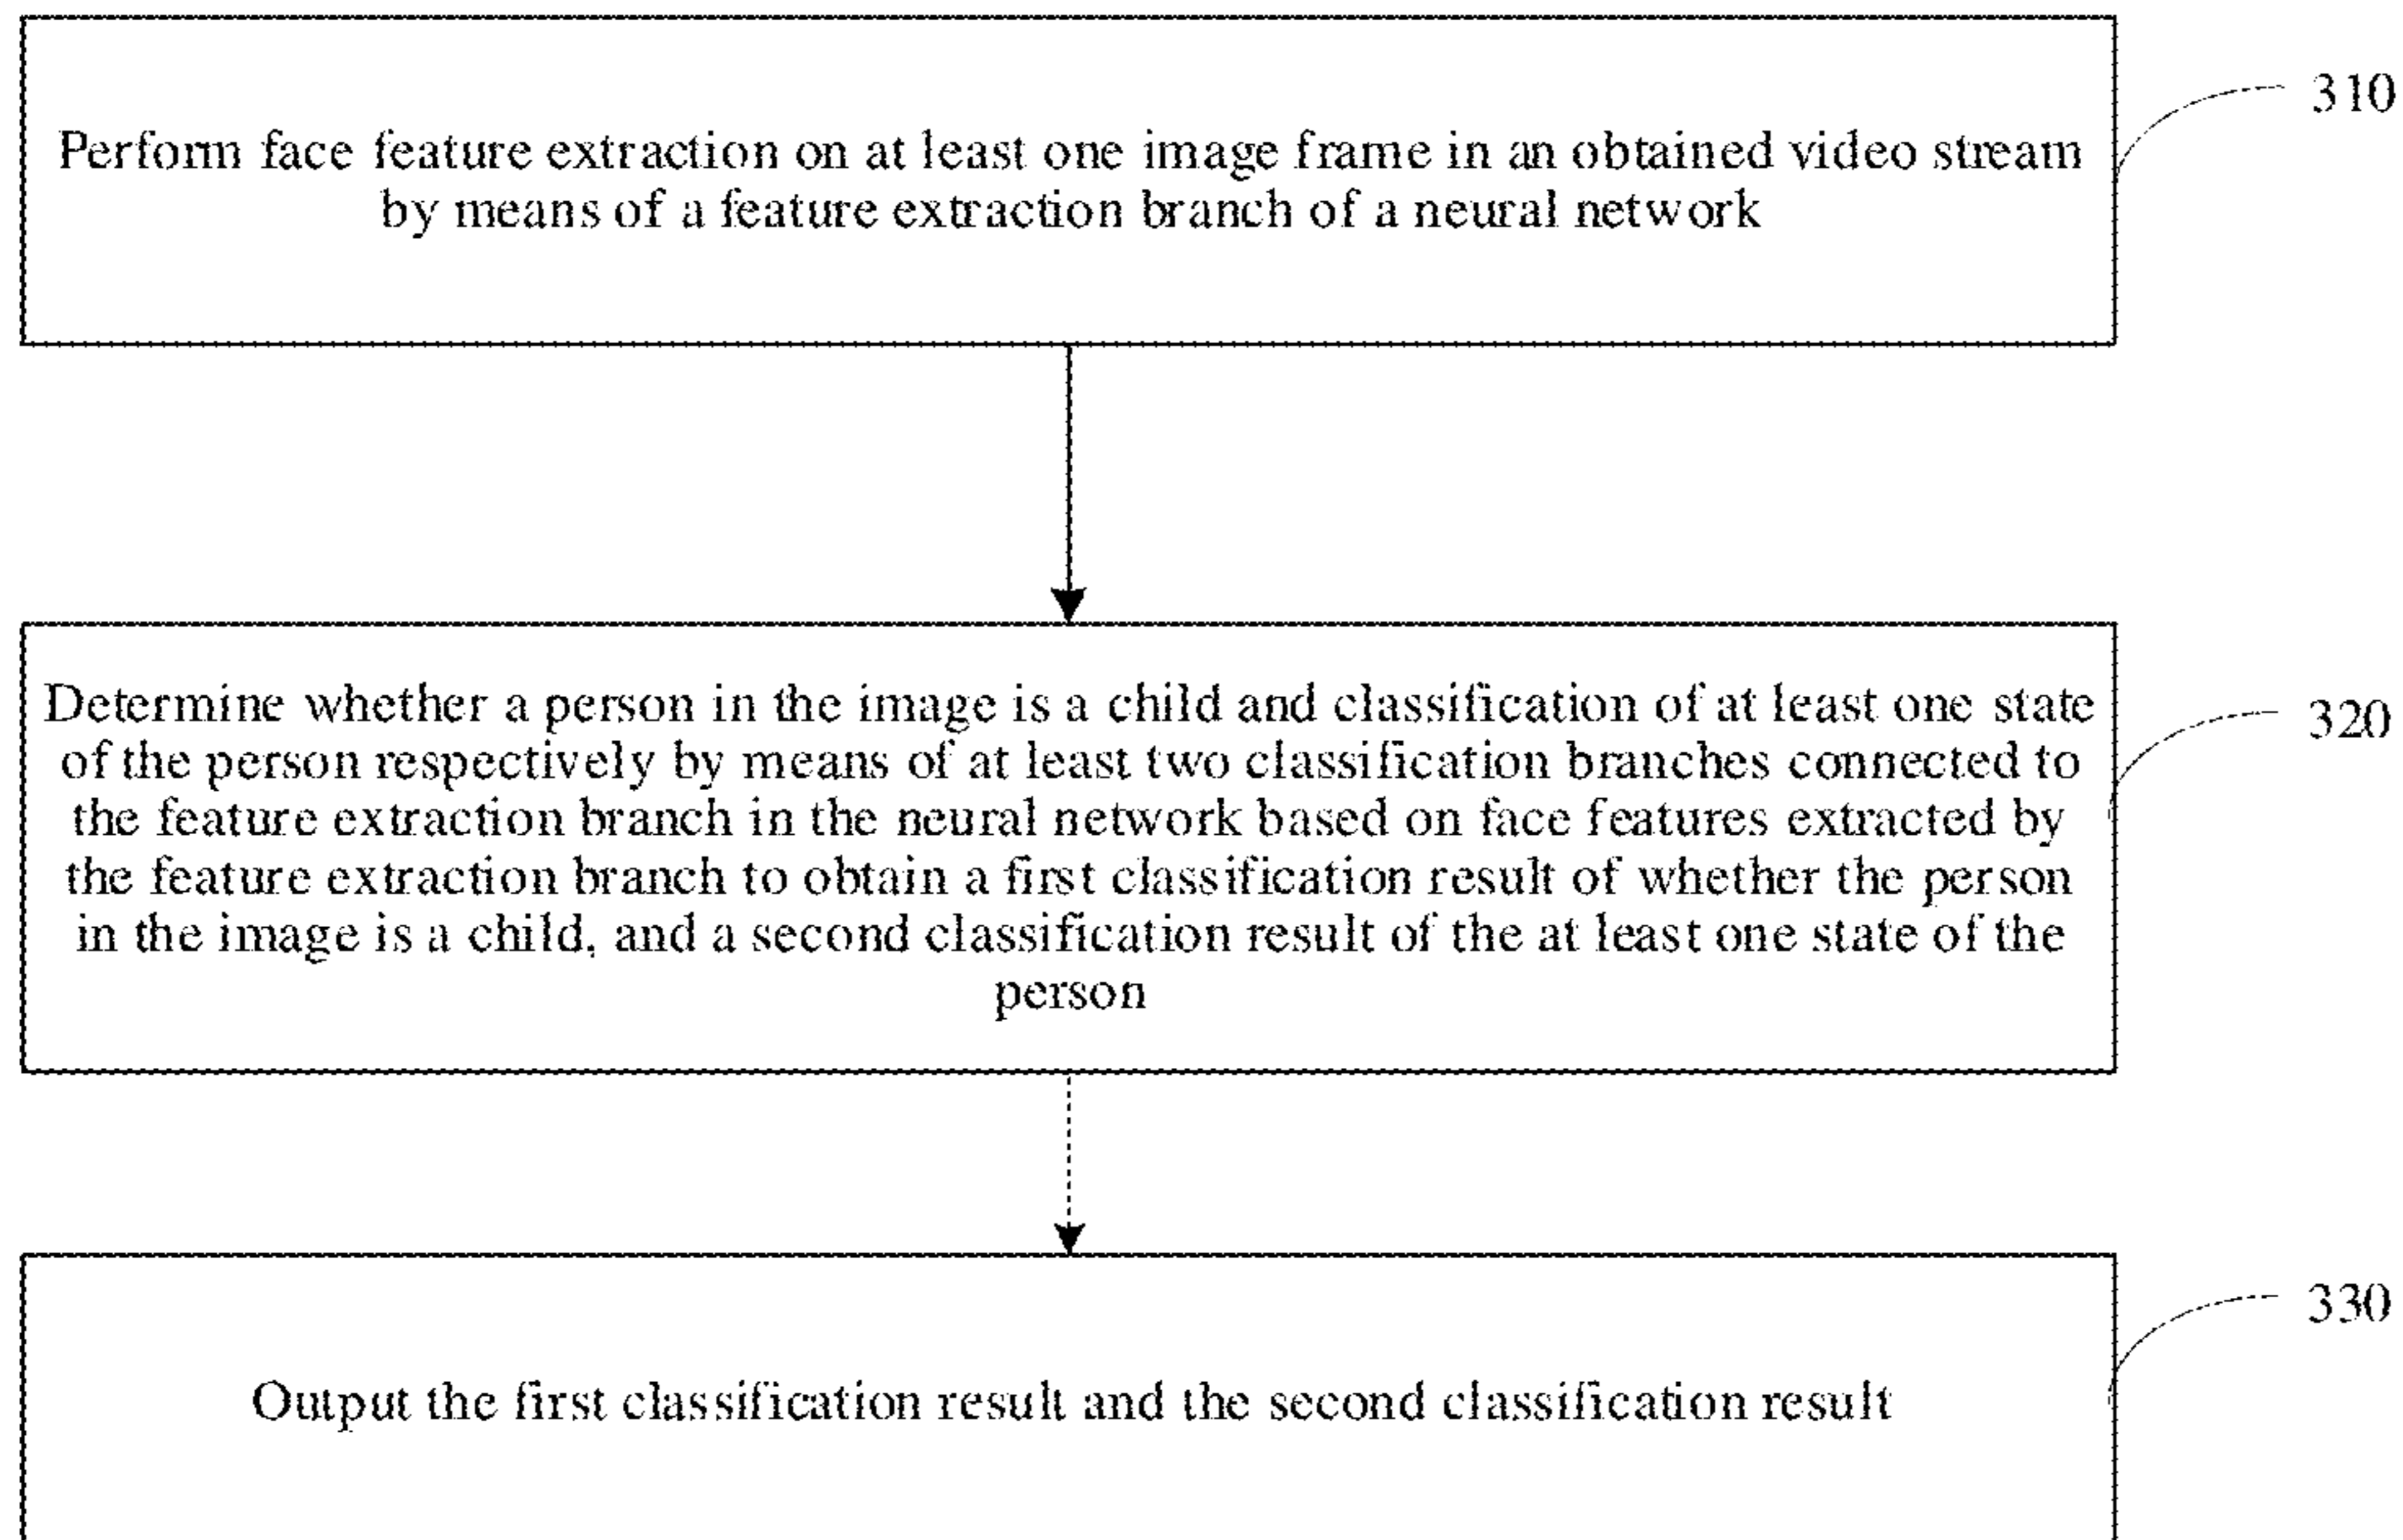 Perform face feature extraction on at least one image frame in an obtained video stream
by means of a feature extraction branch of a neural network
310
Determine whether a person in the image is a child and classification of at least one state
of the person respectively by means of at least two classification branches connected to
the feature extraction branch in the neural network based on face features extracted by
the feature extraction branch to obtain a first classification result of whether the person
in the image is a child, and a second classification result of the at least one state of the
person
320
Output the first classification result and the second classification result
330